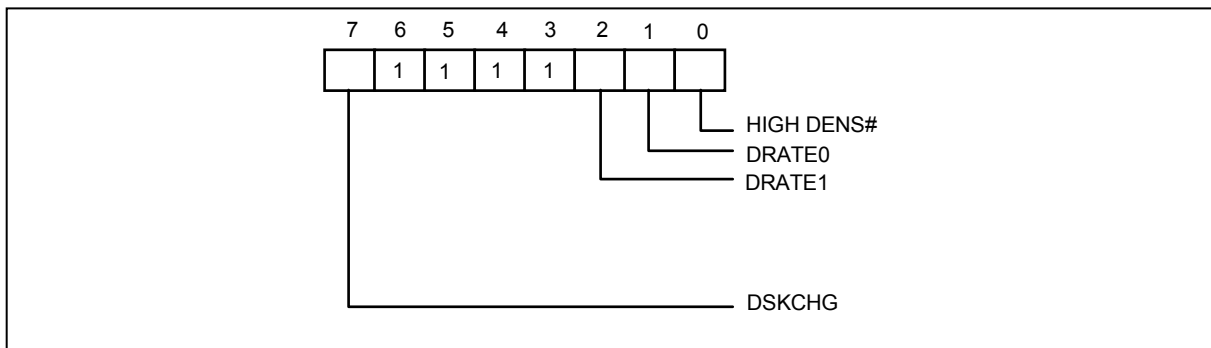 7 6 5 4 3 2 1 0
1 1 1 1
HIGH DENS#
DRATE0
DRATE1
DSKCHG